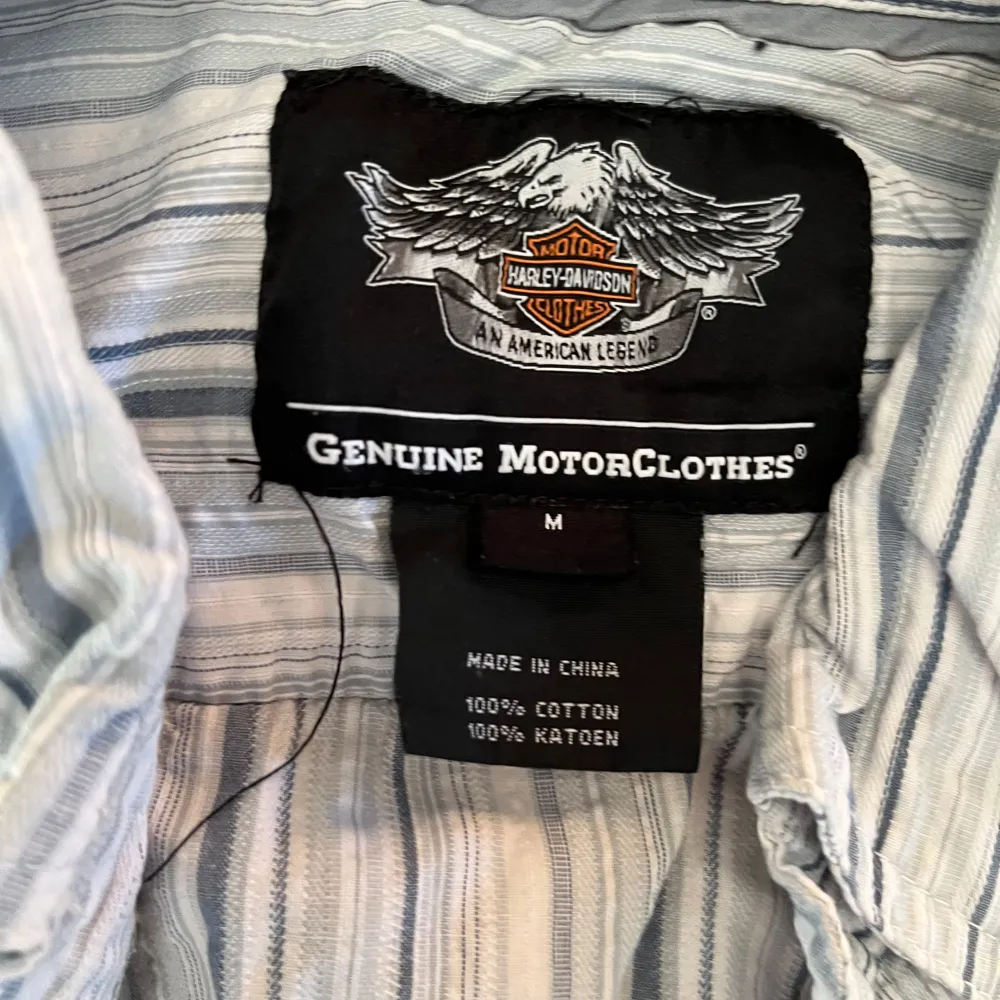 MOTOR
HARLEY-DAVIDSON
CLOTHES
AN AMERICAN LEGEND
®
GENUINE MOTORCLOTHES®
M
MADE IN CHINA
100% COTTON
100% KATOEN